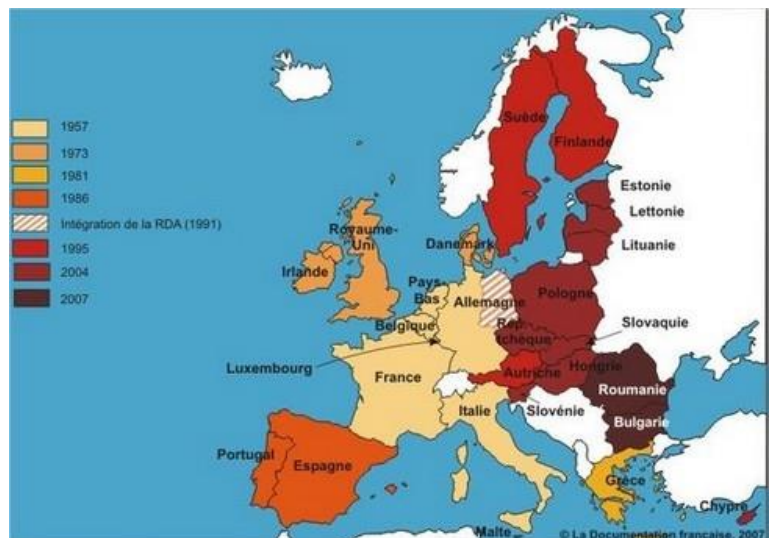 1957
1973
1981
1986
Intégration de la RDA (1991)
1995
2004
2007
Suède
Finlande
Estonie
Lettonie
Lituanie
Royaume-
Uni
Danemark
Irlande
Pays-
Bas
Allemagne
Pologne
Belgique
Rép.
tchèque
Slovaquie
Luxembourg
France
Autriche
Hongrie
Roumanie
Italie
Slovénie
Bulgarie
Portugal
Espagne
Grèce
Chypre
Malte
© La Documentation française, 2007